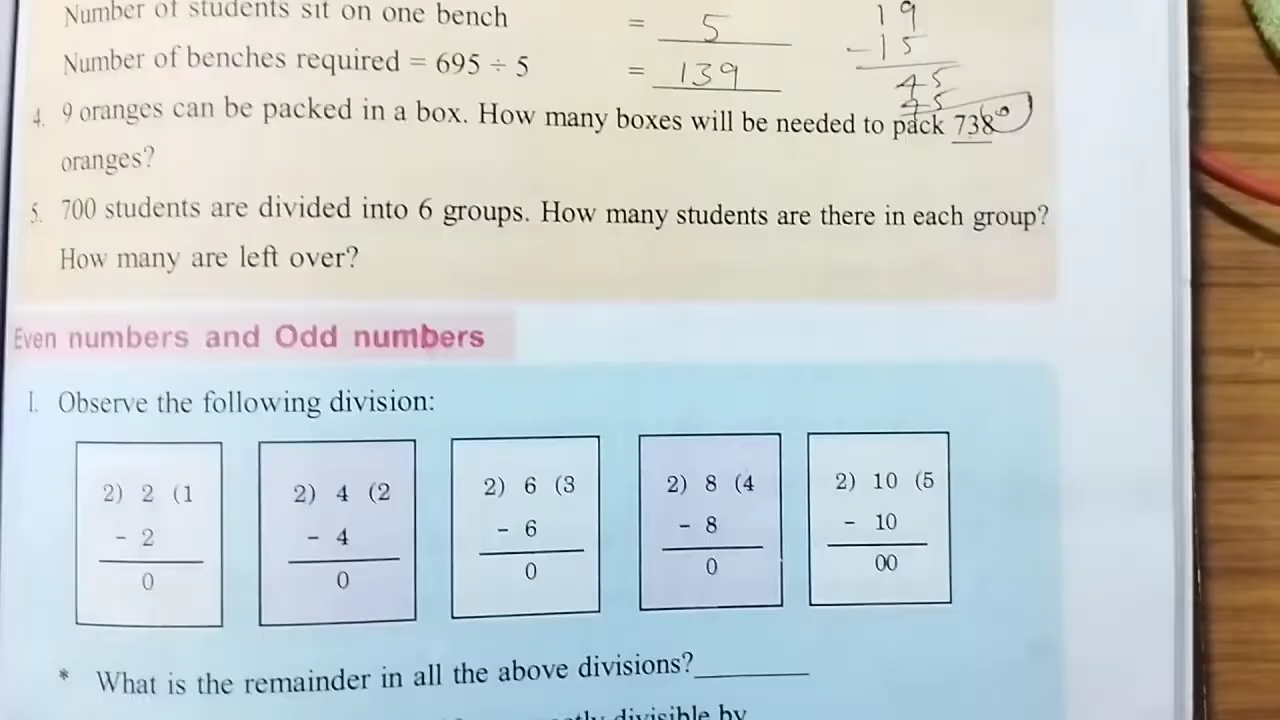 Number of students sit on one bench = 5
Number of benches required = 695 ÷ 5 = 139
19
-15
45
45
4. 9 oranges can be packed in a box. How many boxes will be needed to pack 738
oranges?
5. 700 students are divided into 6 groups. How many students are there in each group?
How many are left over?
Even numbers and Odd numbers
I. Observe the following division:
2) 2 (1
- 2
0
2) 4 (2
- 4
0
2) 6 (3
- 6
0
2) 8 (4
- 8
0
2) 10 (5
- 10
00
* What is the remainder in all the above divisions?
divisible by